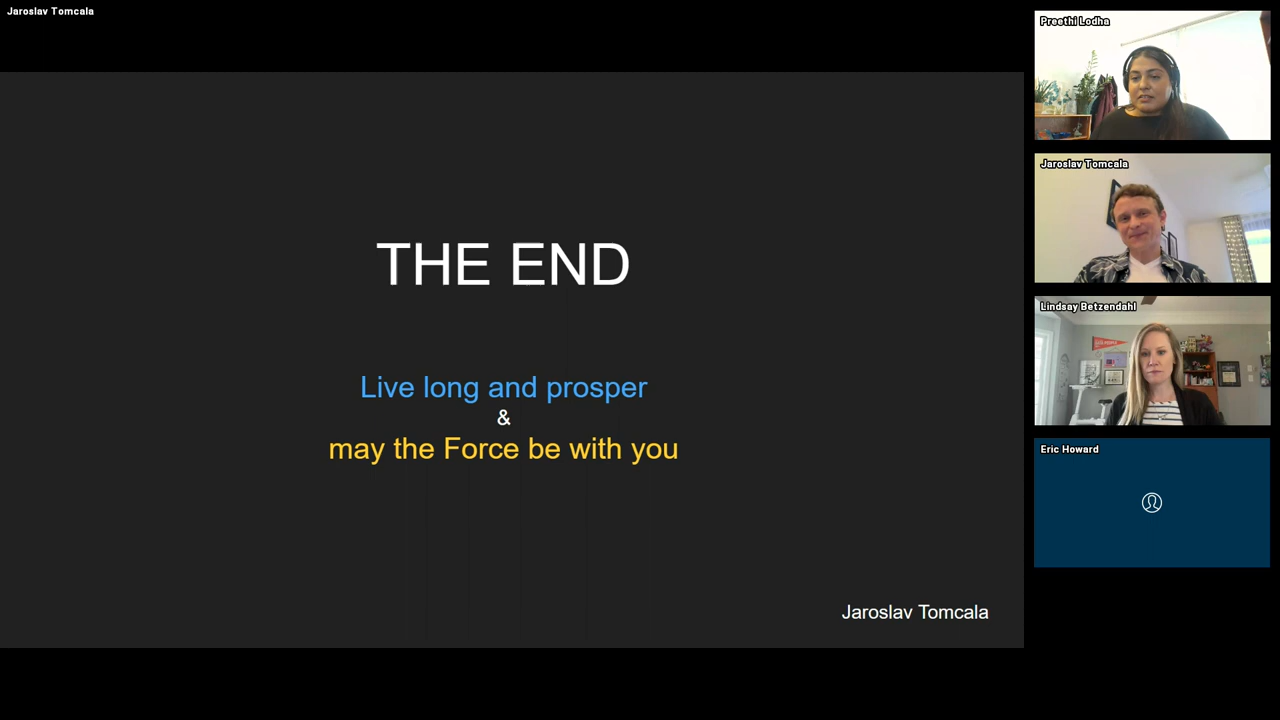 Jaroslav Tomcala
THE END
Live long and prosper
&
may the Force be with you
Jaroslav Tomcala
Preethi Lodha
Jaroslav Tomcala
Lindsay Betzendahl
Eric Howard